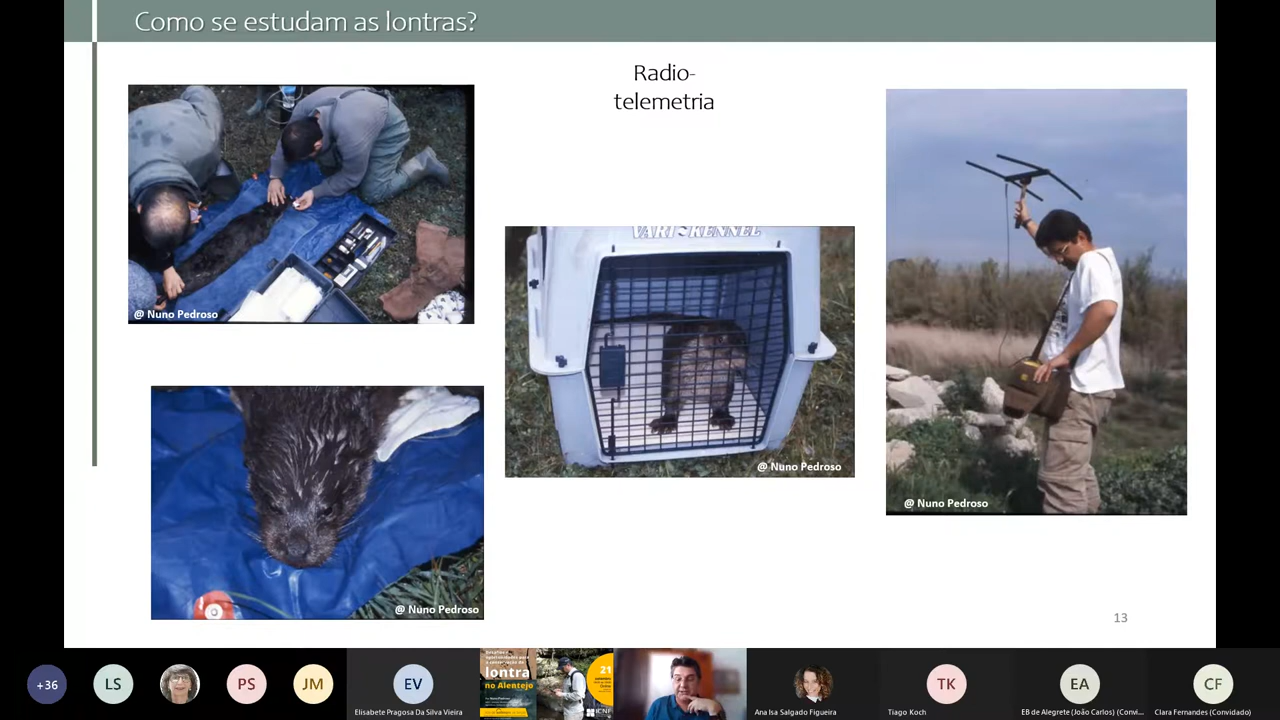 Como se estudam as lontras?
Radio-
telemetria
@ Nuno Pedroso
VARI KENNEL
@ Nuno Pedroso
@ Nuno Pedroso
@ Nuno Pedroso
13
+36
LS
PS
JM
EV
Elisabete Pragosa Da Silva Vieira
lontra
no Alentejo
21
ICNF
Ana Isa Salgado Figueira
TK
Tiago Koch
EA
EB de Alegrete (João Carlos) (Convi...
CF
Clara Fernandes (Convidado)